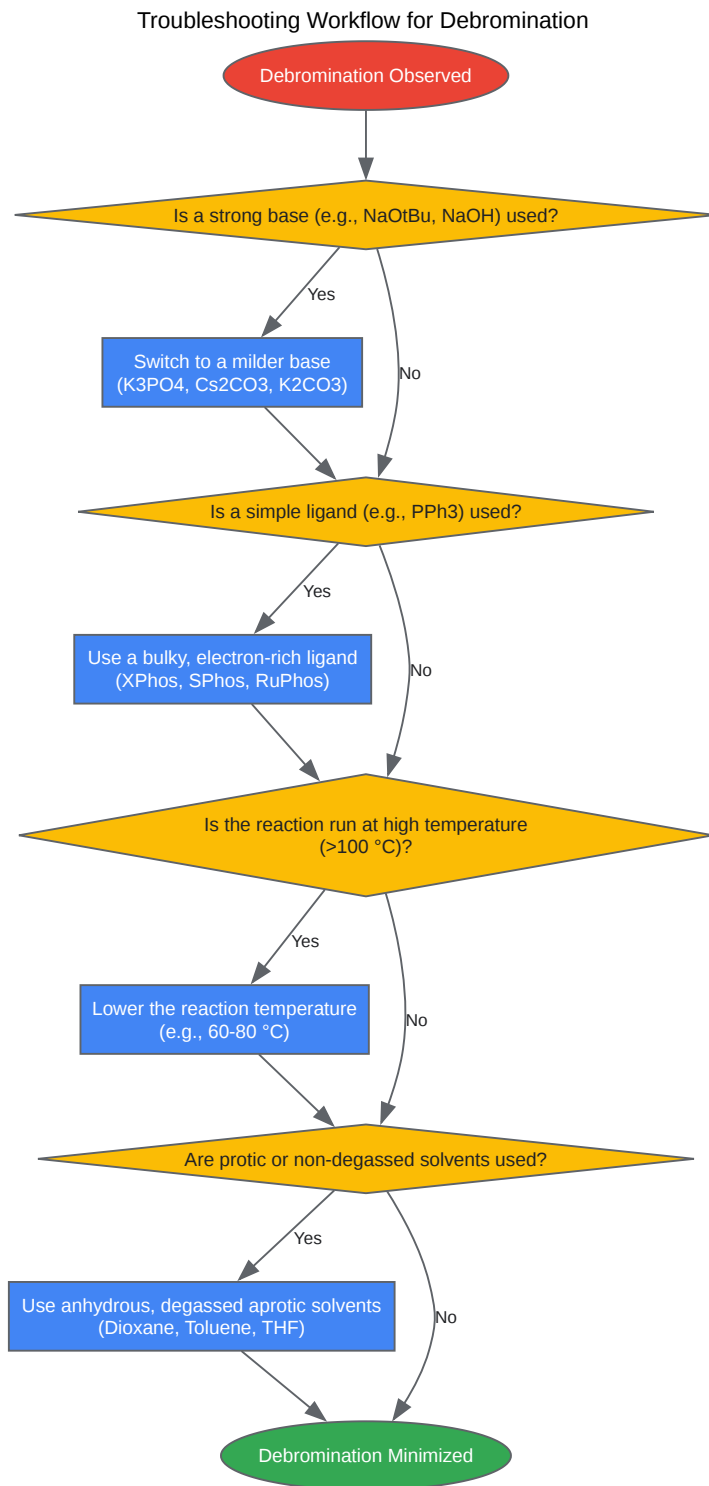 Troubleshooting Workflow for Debromination
Debromination Observed
Is a strong base (e.g., NaOtBu, NaOH) used?
Yes
No
Switch to a milder base
(K3PO4, Cs2CO3, K2CO3)
Is a simple ligand (e.g., PPh3) used?
Yes
No
Use a bulky, electron-rich ligand
(XPhos, SPhos, RuPhos)
Is the reaction run at high temperature
(>100 °C)?
Yes
No
Lower the reaction temperature
(e.g., 60-80 °C)
Are protic or non-degassed solvents used?
Yes
No
Use anhydrous, degassed aprotic solvents
(Dioxane, Toluene, THF)
Debromination Minimized